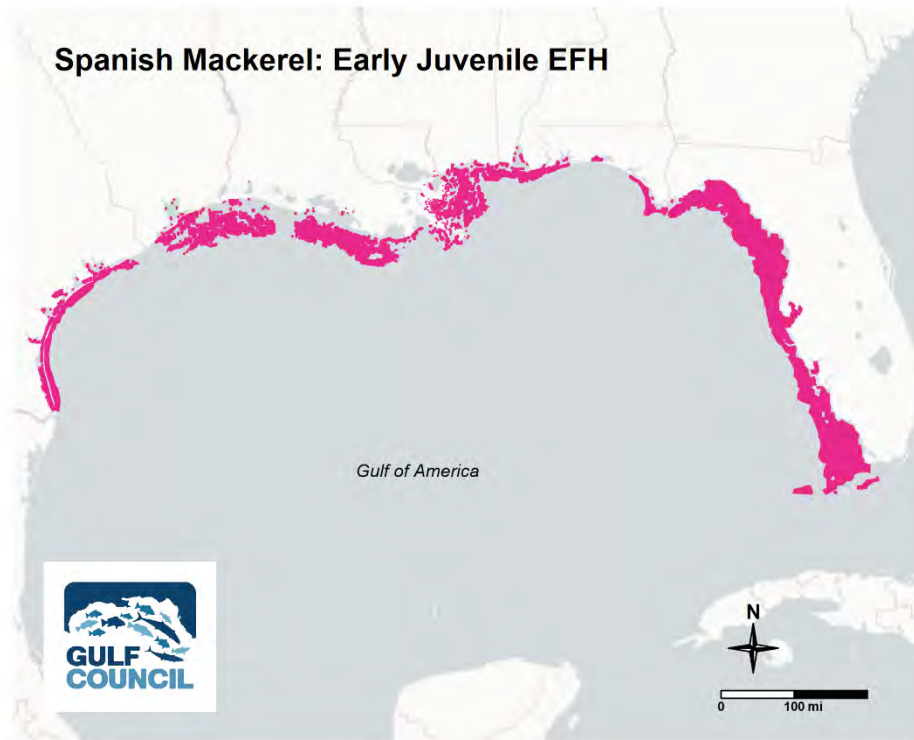 Spanish Mackerel: Early Juvenile EFH
Gulf of America
GULF
COUNCIL
N
0 100 mi